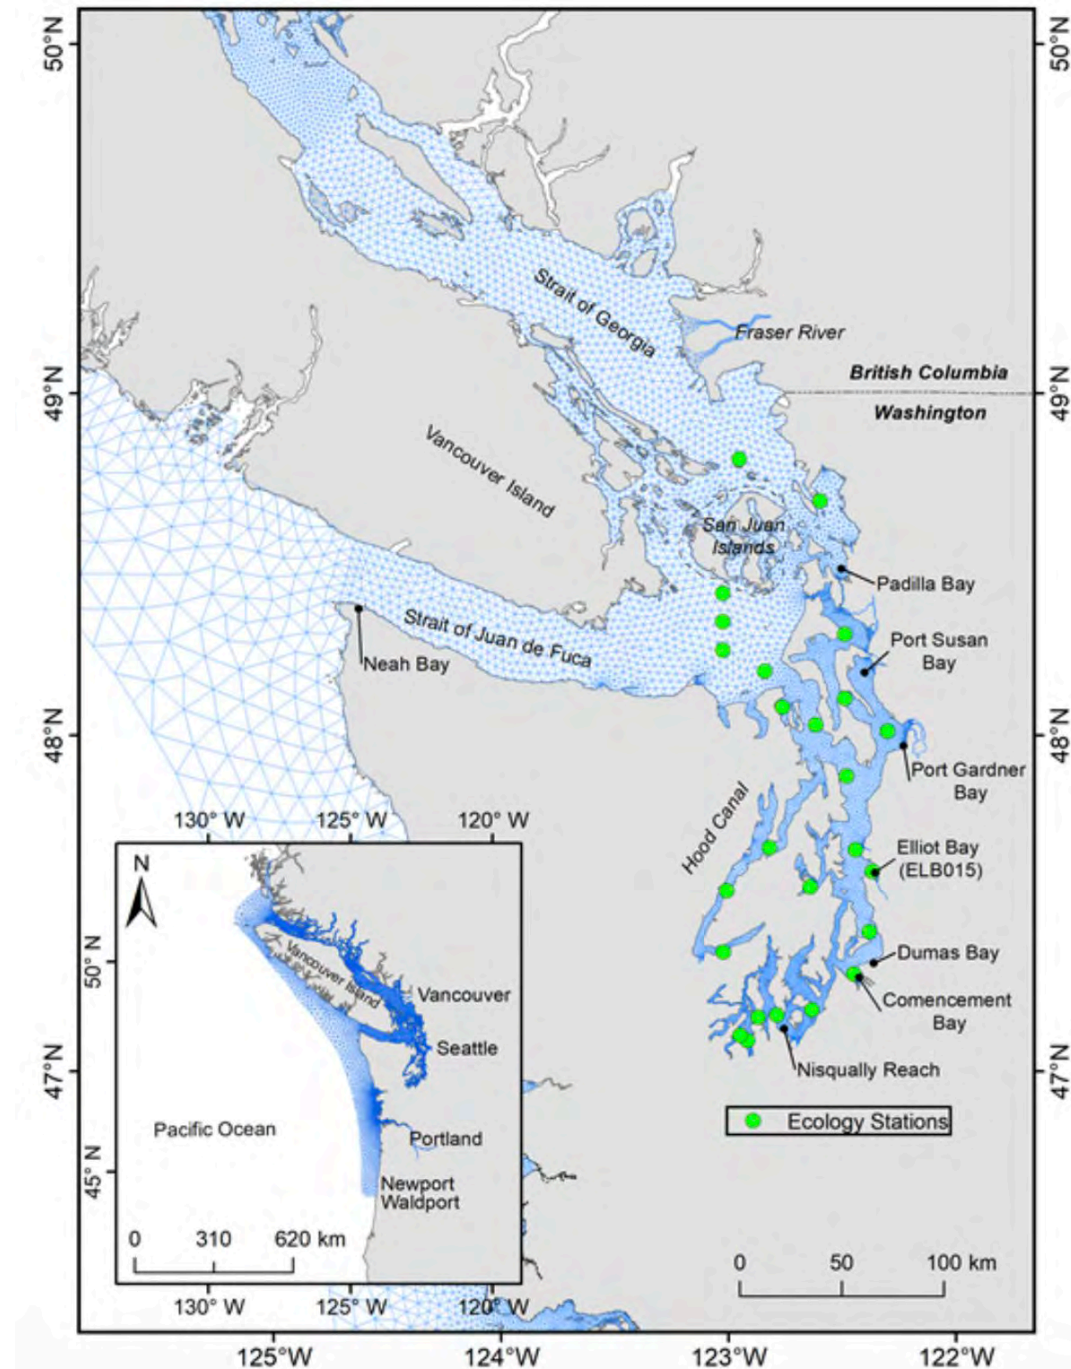 50°N
50°N
Strait of Georgia
Fraser River
British Columbia
49°N
49°N
Washington
Vancouver Island
San Juan
Islands
Padilla Bay
Strait of Juan de Fuca
Port Susan
Bay
Neah Bay
48°N
48°N
Port Gardner
Bay
Hood Canal
130° W
125° W
120° W
N
Elliot Bay
(ELB015)
Dumas Bay
50° N
Vancouver Island
Vancouver
Comencement
Bay
Seattle
47°N
47°N
Nisqually Reach
Ecology Stations
Pacific Ocean
Portland
45° N
Newport
Waldport
0 310 620 km
0 50 100 km
130° W
125° W
120° W
125°W
124°W
123°W
122°W